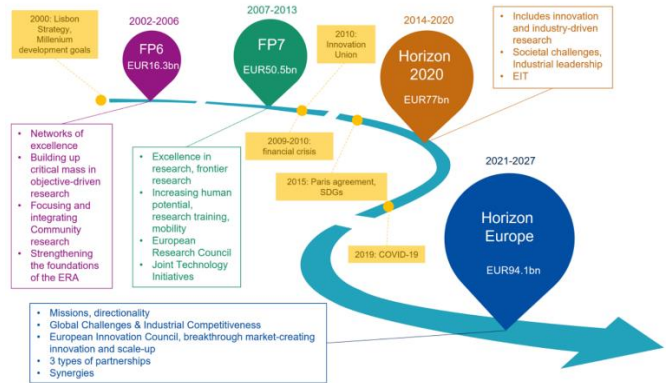 2000: Lisbon
Strategy,
Millenium
development goals
2002-2006
FP6
EUR16.3bn
2007-2013
FP7
EUR50.5bn
2010:
Innovation
Union
2014-2020
Horizon
2020
EUR77bn
• Includes innovation
and industry-driven
research
• Societal challenges,
Industrial leadership
• EIT
• Networks of
excellence
• Building up
critical mass in
objective-driven
research
• Focusing and
integrating
Community
research
• Strengthening
the foundations
of the ERA
• Excellence in
research, frontier
research
• Increasing human
potential,
research training,
mobility
• European
Research Council
• Joint Technology
Initiatives
2009-2010:
financial crisis
2015: Paris agreement,
SDGs
2019: COVID-19
2021-2027
Horizon
Europe
EUR94.1bn
• Missions, directionality
• Global Challenges & Industrial Competitiveness
• European Innovation Council, breakthrough market-creating
innovation and scale-up
• 3 types of partnerships
• Synergies